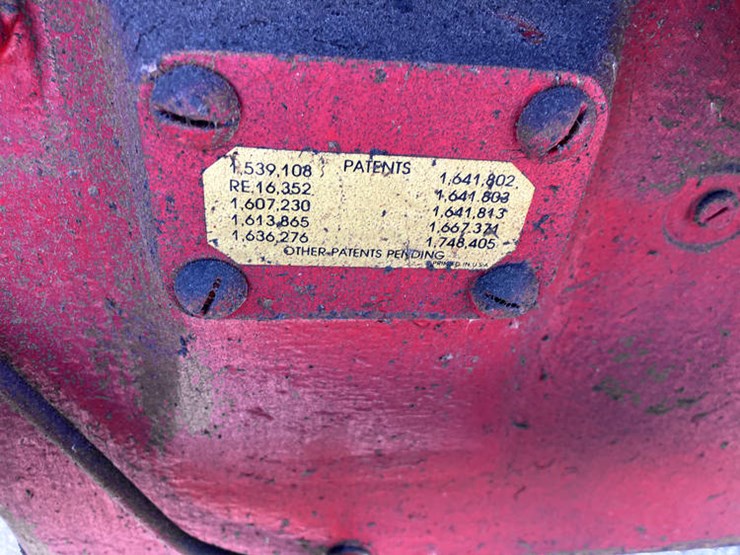 PATENTS
1,539,108 1,641,802
RE,16,352 1,641,803
1,607,230 1,641,813
1,613,865 1,667,371
1,636,276 1,748,405
OTHER PATENTS PENDING
PRINTED IN U.S.A